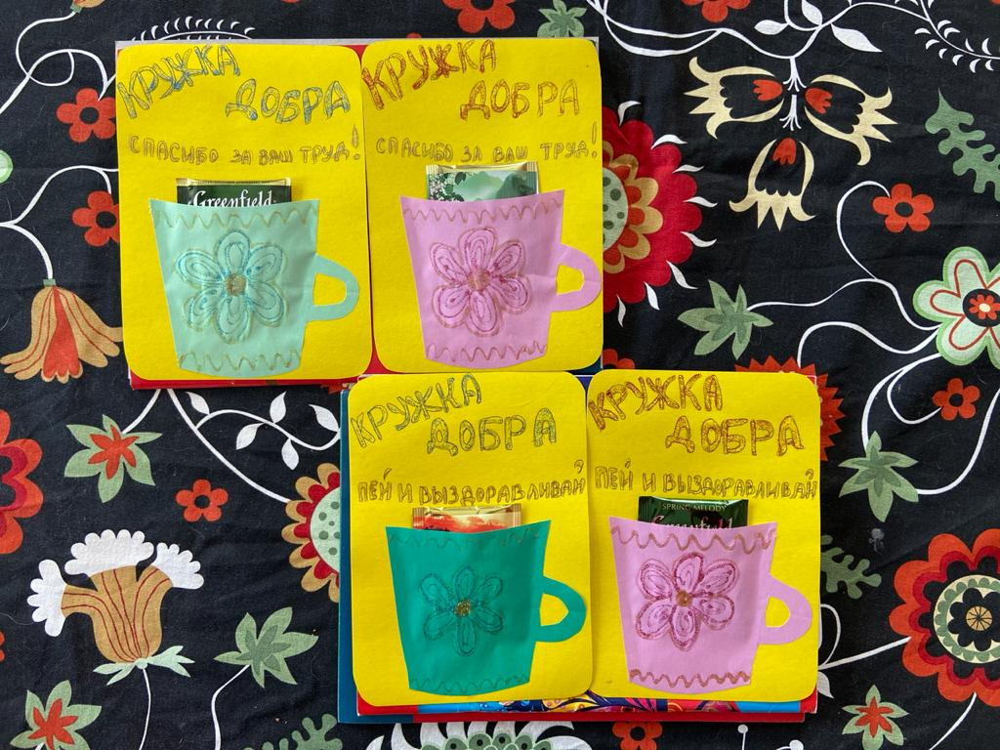 КРУЖКА
ДОБРА
СПАСИБО ЗА ВАШ ТРУД!
Greenfield
КРУЖКА
ДОБРА
СПАСИБО ЗА ВАШ ТРУД!
КРУЖКА
ДОБРА
ПЕЙ И ВЫЗДОРАВЛИВАЙ
КРУЖКА
ДОБРА
ПЕЙ И ВЫЗДОРАВЛИВАЙ
SPRING MELODY
Greenfield